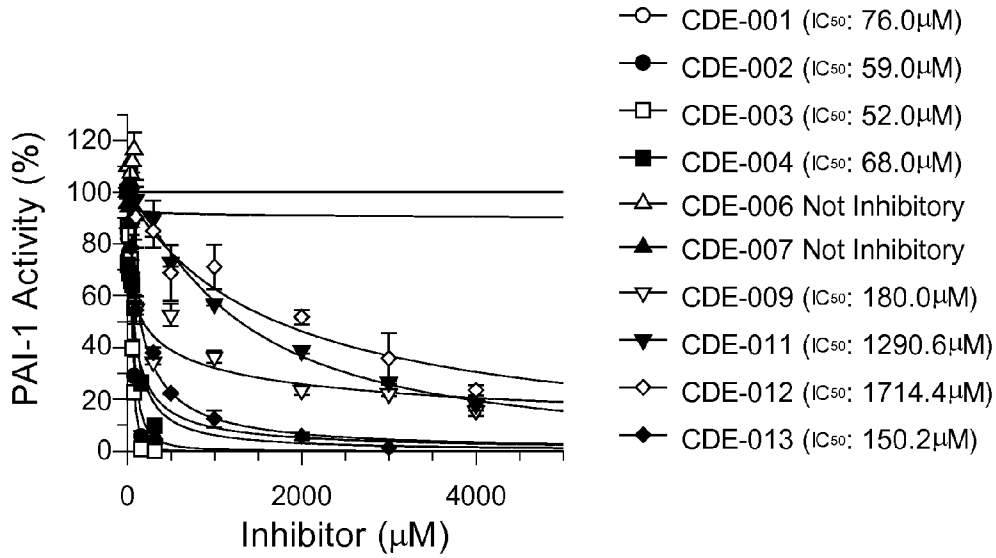 PAI-1 Activity (%)
120
100
80
60
40
20
0
0
2000
4000
Inhibitor (μM)
CDE-001 (IC50: 76.0μM)
CDE-002 (IC50: 59.0μM)
CDE-003 (IC50: 52.0μM)
CDE-004 (IC50: 68.0μM)
CDE-006 Not Inhibitory
CDE-007 Not Inhibitory
CDE-009 (IC50: 180.0μM)
CDE-011 (IC50: 1290.6μM)
CDE-012 (IC50: 1714.4μM)
CDE-013 (IC50: 150.2μM)